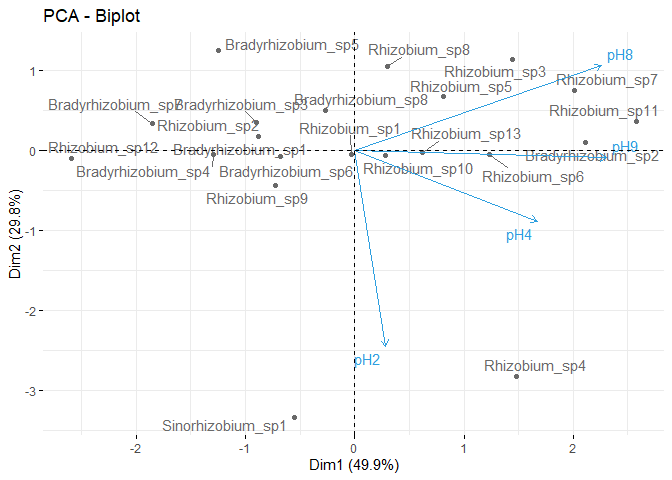 PCA - Biplot
Bradyrhizobium_sp5
Rhizobium_sp8
pH8
Rhizobium_sp3
Rhizobium_sp7
Rhizobium_sp5
Bradyrhizobium_sp3
Bradyrhizobium_sp8
Rhizobium_sp11
Rhizobium_sp2
Rhizobium_sp1
Rhizobium_sp13
Rhizobium_sp12
Bradyrhizobium_sp1
pH9
Bradyrhizobium_sp2
Bradyrhizobium_sp4
Bradyrhizobium_sp6
Rhizobium_sp10
Rhizobium_sp6
Rhizobium_sp9
pH4
pH2
Rhizobium_sp4
Sinorhizobium_sp1
1
0
-1
-2
-3
Dim2 (29.8%)
-2
-1
0
1
2
Dim1 (49.9%)